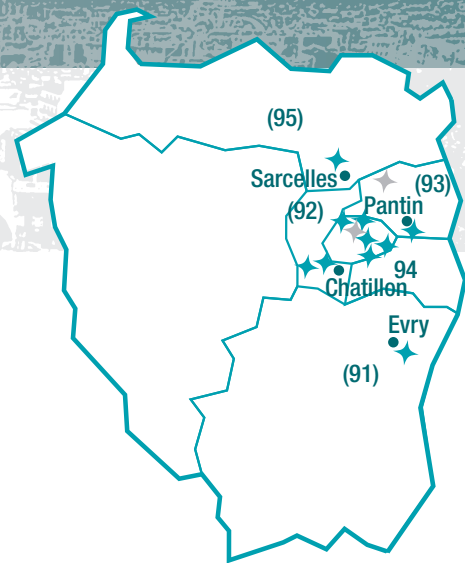 (95)
Sarcelles
(93)
(92)
Pantin
94
Chatillon
Evry
(91)